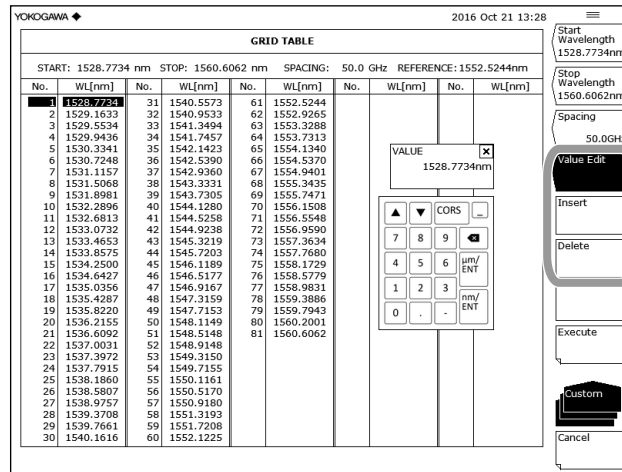 YOKOGAWA ◆ 2016 Oct 21 13:28
GRID TABLE
START: 1528.7734 nm STOP: 1560.6062 nm SPACING: 50.0 GHz REFERENCE:1552.5244nm
No. WL[nm] No. WL[nm] No. WL[nm] No. WL[nm] No. WL[nm]
1 1528.7734 31 1540.5573 61 1552.5244
2 1529.1633 32 1540.9533 62 1552.9265
3 1529.5534 33 1541.3494 63 1553.3288
4 1529.9436 34 1541.7457 64 1553.7313
5 1530.3341 35 1542.1423 65 1554.1340
6 1530.7248 36 1542.5390 66 1554.5370
7 1531.1157 37 1542.9360 67 1554.9401
8 1531.5068 38 1543.3331 68 1555.3435
9 1531.8981 39 1543.7305 69 1555.7471
10 1532.2896 40 1544.1280 70 1556.1508
11 1532.6813 41 1544.5258 71 1556.5548
12 1533.0732 42 1544.9238 72 1556.9590
13 1533.4653 43 1545.3219 73 1557.3634
14 1533.8575 44 1545.7203 74 1557.7680
15 1534.2500 45 1546.1189 75 1558.1729
16 1534.6427 46 1546.5177 76 1558.5779
17 1535.0356 47 1546.9167 77 1558.9831
18 1535.4287 48 1547.3159 78 1559.3886
19 1535.8220 49 1547.7153 79 1559.7943
20 1536.2155 50 1548.1149 80 1560.2001
21 1536.6092 51 1548.5148 81 1560.6062
22 1537.0031 52 1548.9148
23 1537.3972 53 1549.3150
24 1537.7915 54 1549.7155
25 1538.1860 55 1550.1161
26 1538.5807 56 1550.5170
27 1538.9757 57 1550.9180
28 1539.3708 58 1551.3193
29 1539.7661 59 1551.7208
30 1540.1616 60 1552.1225
VALUE
1528.7734nm
▲ ▼ CORS _
7 8 9
4 5 6 µm/
ENT
1 2 3
nm/
ENT
0 . -
Start
Wavelength
1528.7734nm
Stop
Wavelength
1560.6062nm
Spacing
50.0GHz
Value Edit
Insert
Delete
Execute
Custom
Cancel